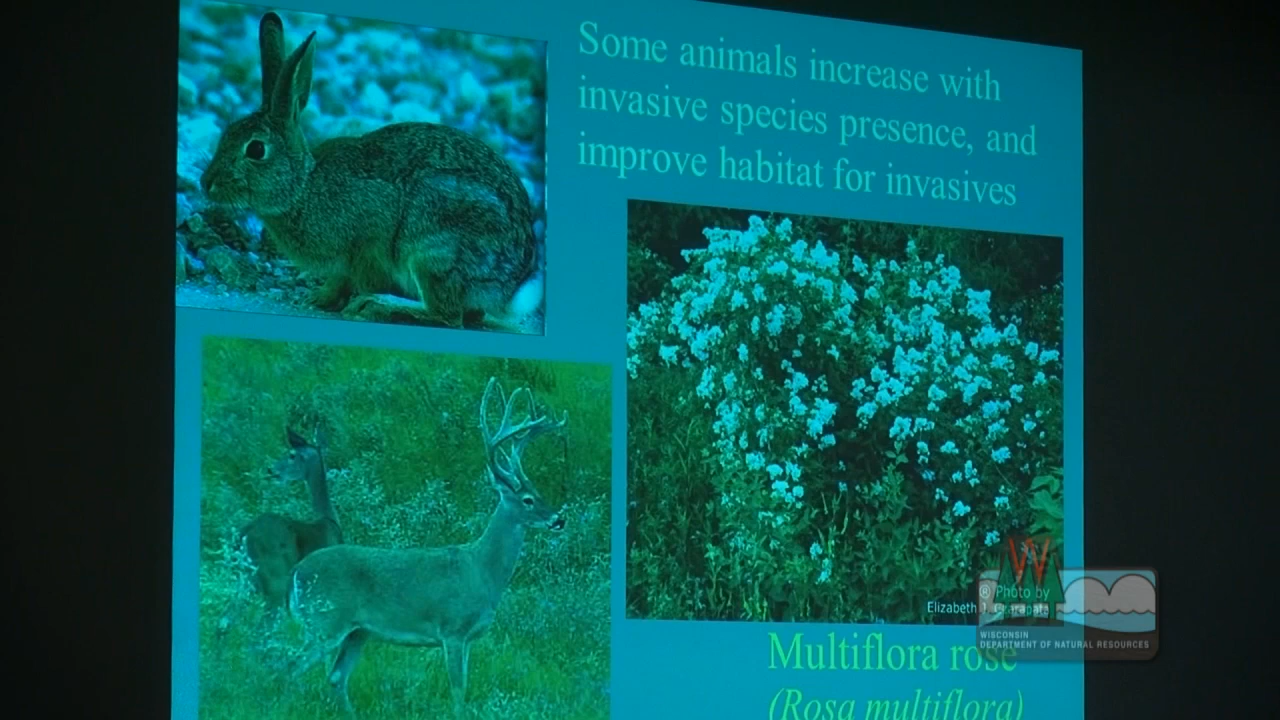 Some animals increase with
invasive species presence, and
improve habitat for invasives
® Photo by
Elizabeth J. Czarapata
W
WISCONSIN
DEPARTMENT OF NATURAL RESOURCES
Multiflora rose
(Rosa multiflora)